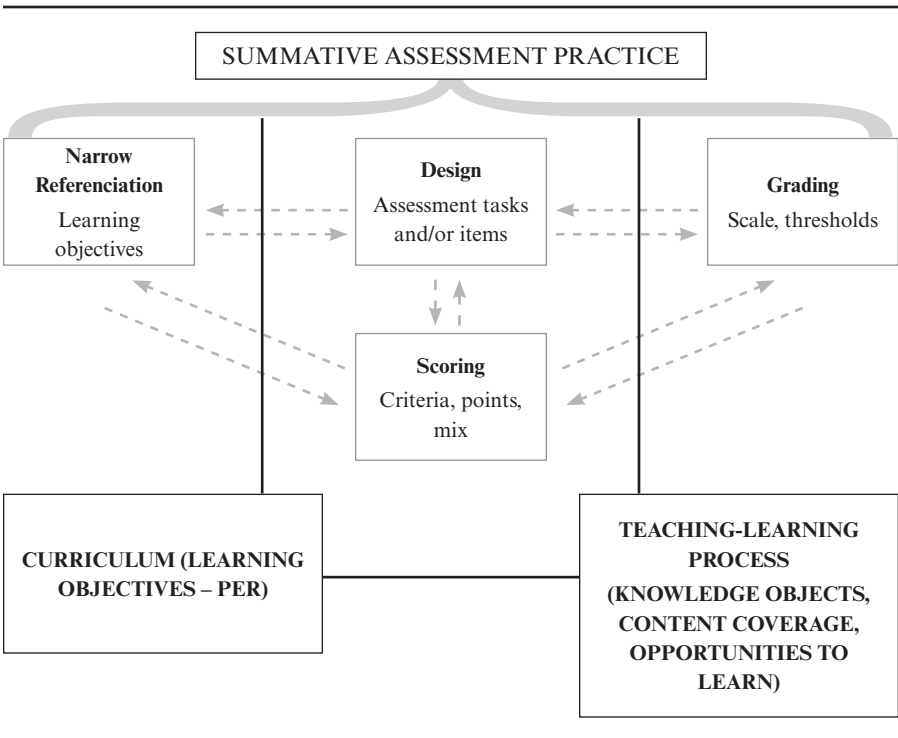 SUMMATIVE ASSESSMENT PRACTICE
Narrow
Referenciation
Learning
objectives
Design
Assessment tasks
and/or items
Grading
Scale, thresholds
Scoring
Criteria, points,
mix
CURRICULUM (LEARNING
OBJECTIVES – PER)
TEACHING-LEARNING
PROCESS
(KNOWLEDGE OBJECTS,
CONTENT COVERAGE,
OPPORTUNITIES TO
LEARN)